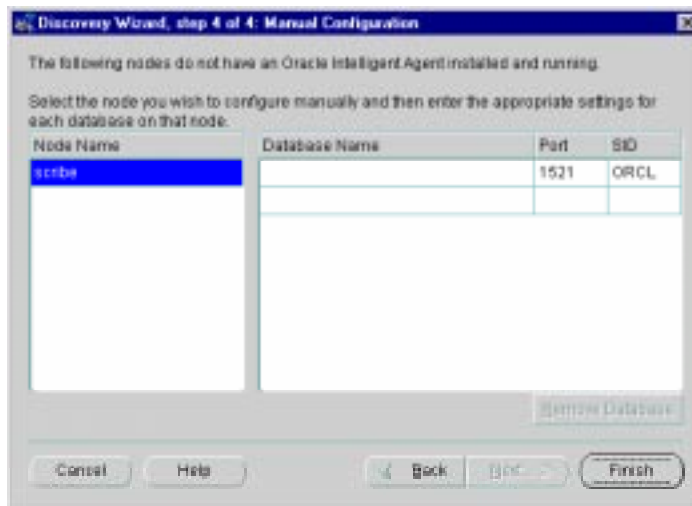 Discovery Wizard, step 4 of 4: Manual Configuration
The following nodes do not have an Oracle Intelligent Agent installed and running.
Select the node you wish to configure manually and then enter the appropriate settings for
each database on that node.
Node Name Database Name Port SID
scribe 1521 ORCL
Remove Database
Cancel Help Back Next Finish